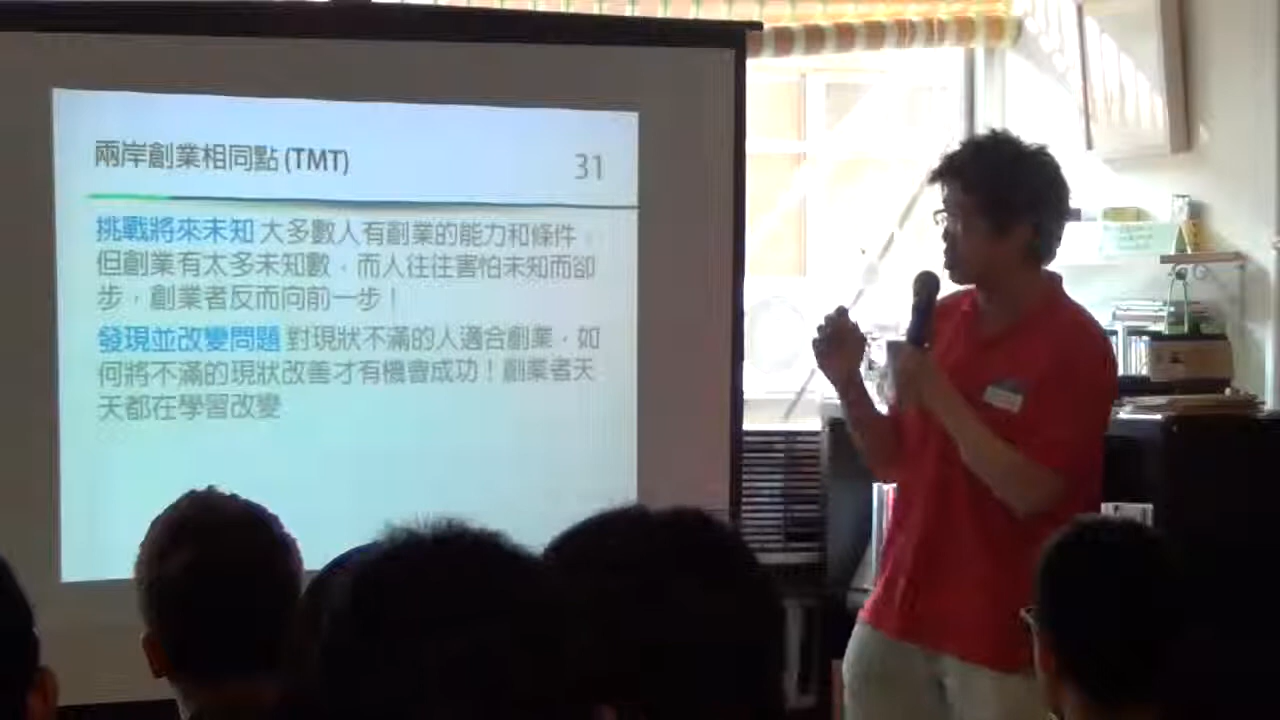 兩岸創業相同點 (TMT)
31
挑戰將來未知 大多數人有創業的能力和條件，
但創業有太多未知數，而人往往害怕未知而卻
步，創業者反而向前一步！
發現並改變問題 對現狀不滿的人適合創業，如
何將不滿的現狀改善才有機會成功！創業者天
天都在學習改變